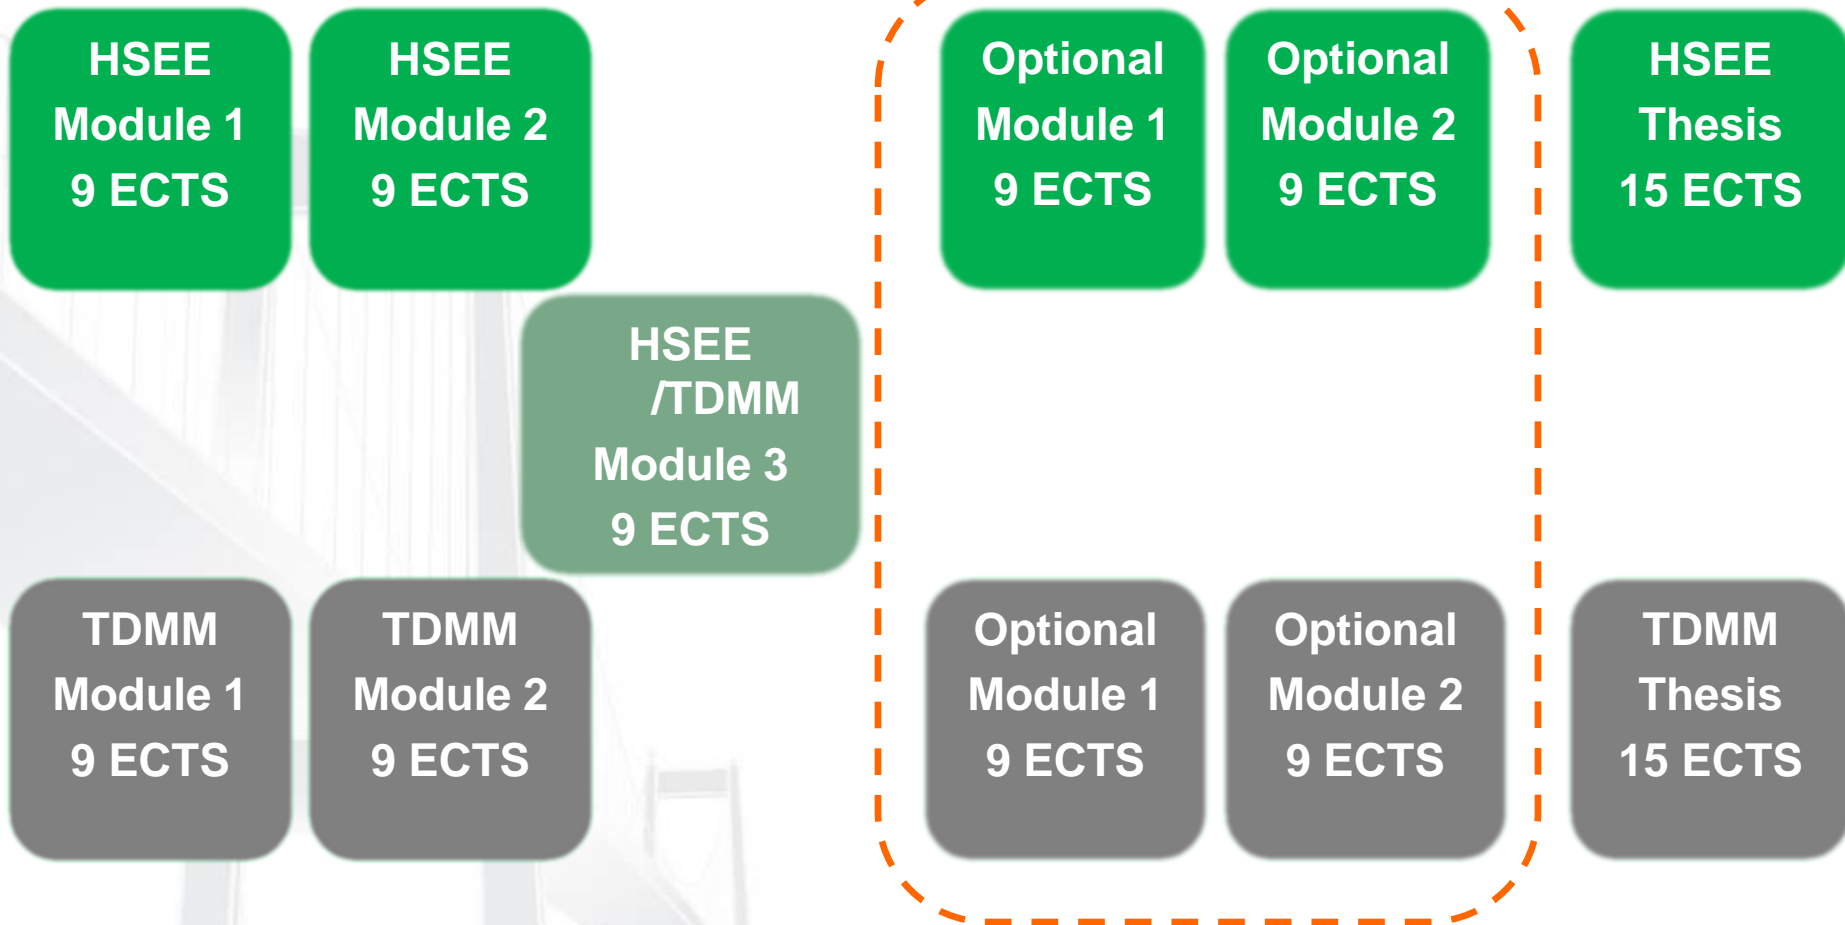 HSEE
Module 1
9 ECTS
HSEE
Module 2
9 ECTS
Optional
Module 1
9 ECTS
Optional
Module 2
9 ECTS
HSEE
Thesis
15 ECTS
HSEE
/TDMM
Module 3
9 ECTS
TDMM
Module 1
9 ECTS
TDMM
Module 2
9 ECTS
Optional
Module 1
9 ECTS
Optional
Module 2
9 ECTS
TDMM
Thesis
15 ECTS